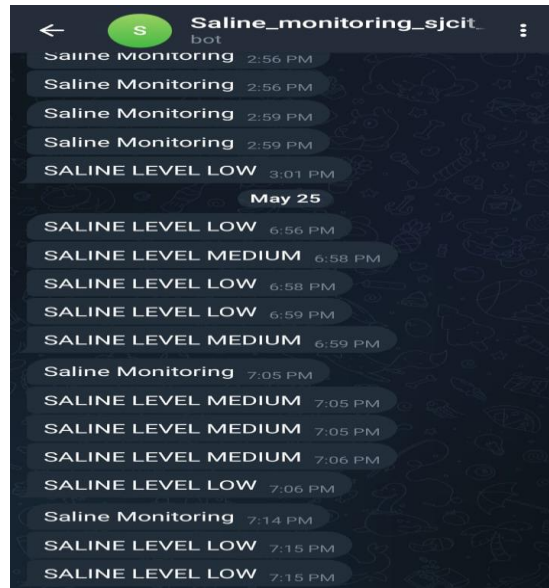 S
Saline_monitoring_sjcit_
bot
Saline Monitoring 2:56 PM
Saline Monitoring 2:56 PM
Saline Monitoring 2:59 PM
Saline Monitoring 2:59 PM
SALINE LEVEL LOW 3:01 PM
May 25
SALINE LEVEL LOW 6:56 PM
SALINE LEVEL MEDIUM 6:58 PM
SALINE LEVEL LOW 6:58 PM
SALINE LEVEL LOW 6:59 PM
SALINE LEVEL MEDIUM 6:59 PM
Saline Monitoring 7:05 PM
SALINE LEVEL MEDIUM 7:05 PM
SALINE LEVEL MEDIUM 7:05 PM
SALINE LEVEL MEDIUM 7:06 PM
SALINE LEVEL LOW 7:06 PM
Saline Monitoring 7:14 PM
SALINE LEVEL LOW 7:15 PM
SALINE LEVEL LOW 7:15 PM